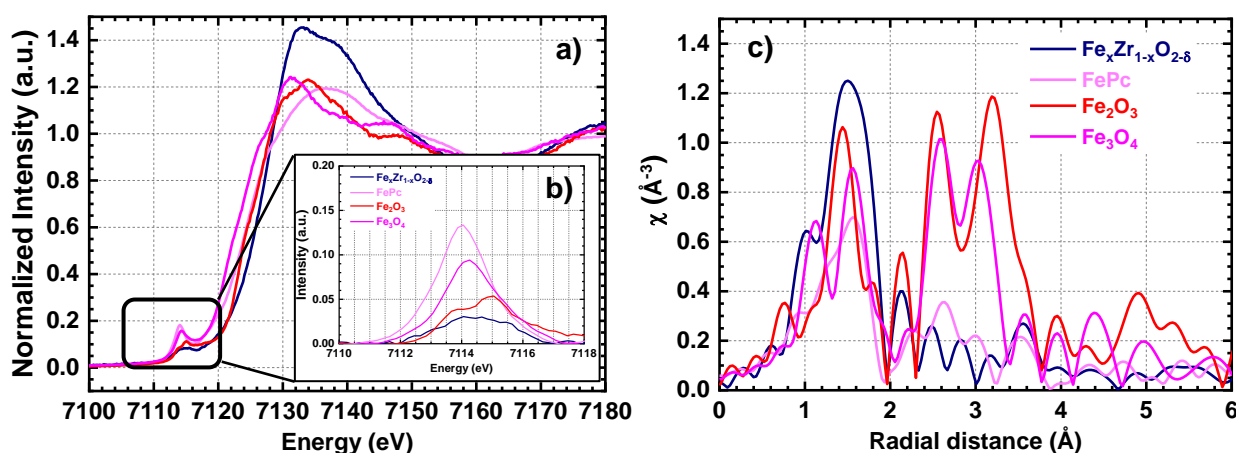 a)
Normalized Intensity (a.u.)
1.4
1.2
1.0
0.8
0.6
0.4
0.2
0.0
7100 7110 7120 7130 7140 7150 7160 7170 7180
Energy (eV)
b)
Intensity (a.u.)
0.20
0.15
0.10
0.05
0.00
7110 7112 7114 7116 7118
Energy (eV)
FeₓZr₁₋ₓO₂₋δ
FePc
Fe₂O₃
Fe₃O₄
c)
χ (Å⁻³)
1.4
1.2
1.0
0.8
0.6
0.4
0.2
0.0
0 1 2 3 4 5 6
Radial distance (Å)
FeₓZr₁₋ₓO₂₋δ
FePc
Fe₂O₃
Fe₃O₄